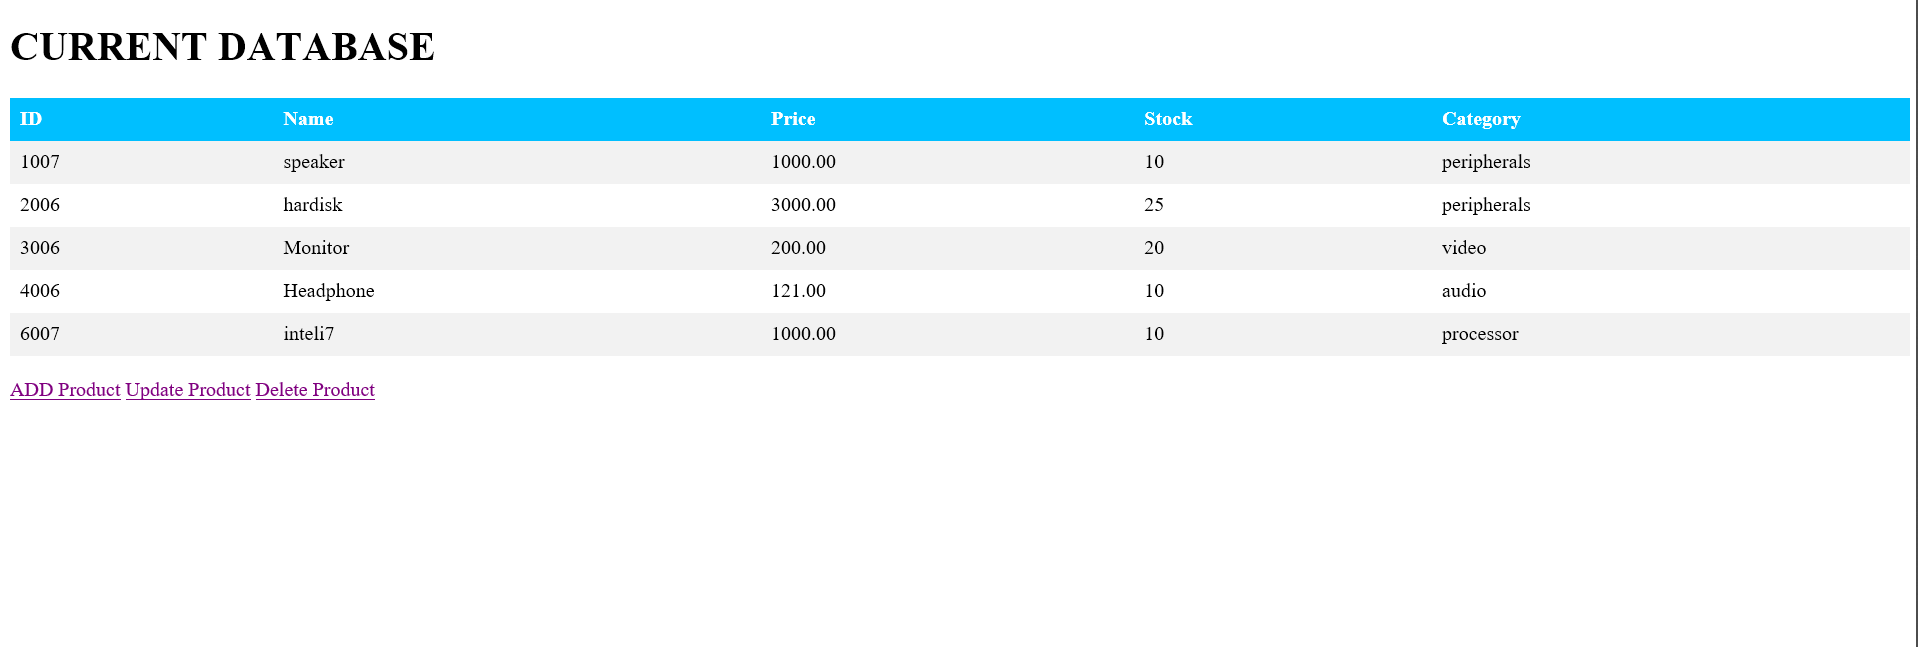 CURRENT DATABASE
ID Name Price Stock Category
1007 speaker 1000.00 10 peripherals
2006 hardisk 3000.00 25 peripherals
3006 Monitor 200.00 20 video
4006 Headphone 121.00 10 audio
6007 inteli7 1000.00 10 processor
ADD Product Update Product Delete Product